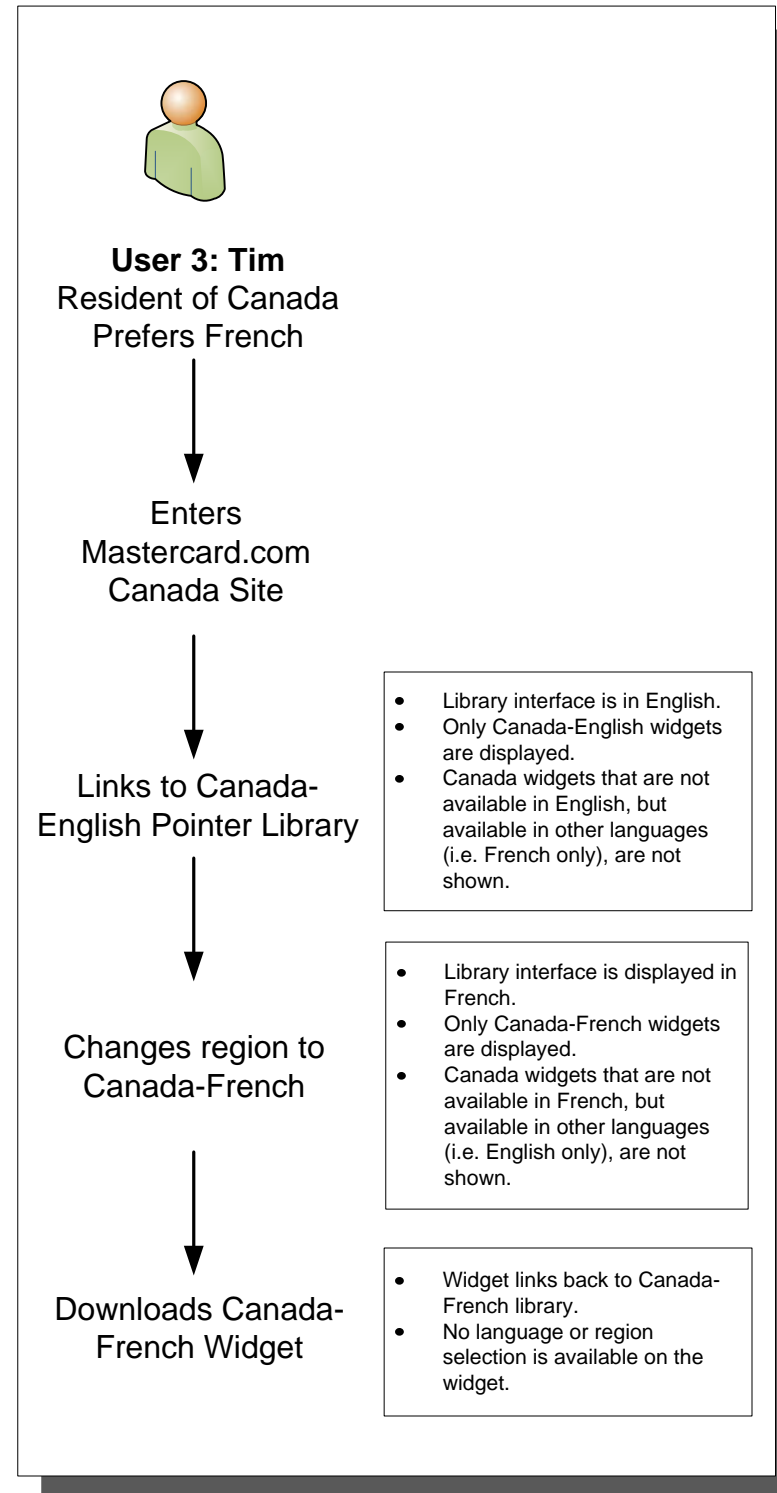 User 3: Tim
Resident of Canada
Prefers French
Enters
Mastercard.com
Canada Site
Links to Canada-
English Pointer Library
• Library interface is in English.
• Only Canada-English widgets
are displayed.
• Canada widgets that are not
available in English, but
available in other languages
(i.e. French only), are not
shown.
Changes region to
Canada-French
• Library interface is displayed in
French.
• Only Canada-French widgets
are displayed.
• Canada widgets that are not
available in French, but
available in other languages
(i.e. English only), are not
shown.
Downloads Canada-
French Widget
• Widget links back to Canada-
French library.
• No language or region
selection is available on the
widget.